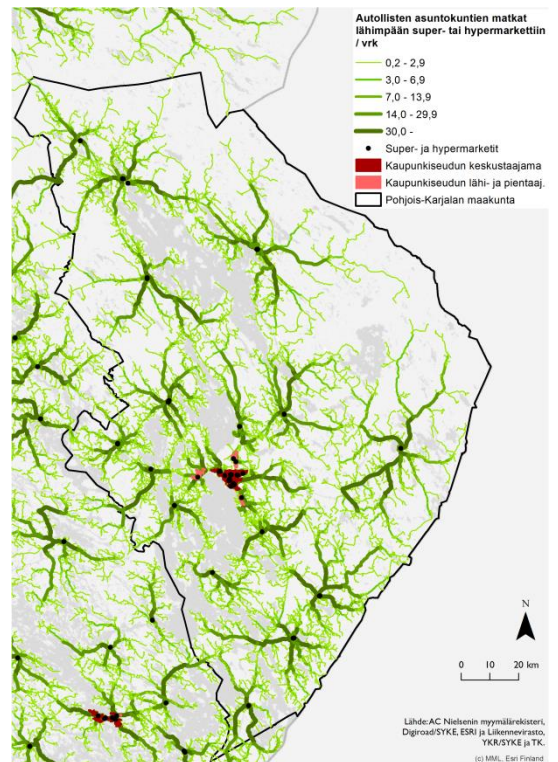 Autollisten asuntokuntien matkat
lähimpään super- tai hypermarkettiin
/ vrk
0,2 - 2,9
3,0 - 6,9
7,0 - 13,9
14,0 - 29,9
30,0 -
Super- ja hypermarketit
Kaupunkiseudun keskustaajama
Kaupunkiseudun lähi- ja pientaaj.
Pohjois-Karjalan maakunta
N
0 10 20 km
Lähde: AC Nielsenin myymälärekisteri,
Digiroad/SYKE, ESRI ja Liikennevirasto,
YKR/SYKE ja TK.
(c) MML, Esri Finland